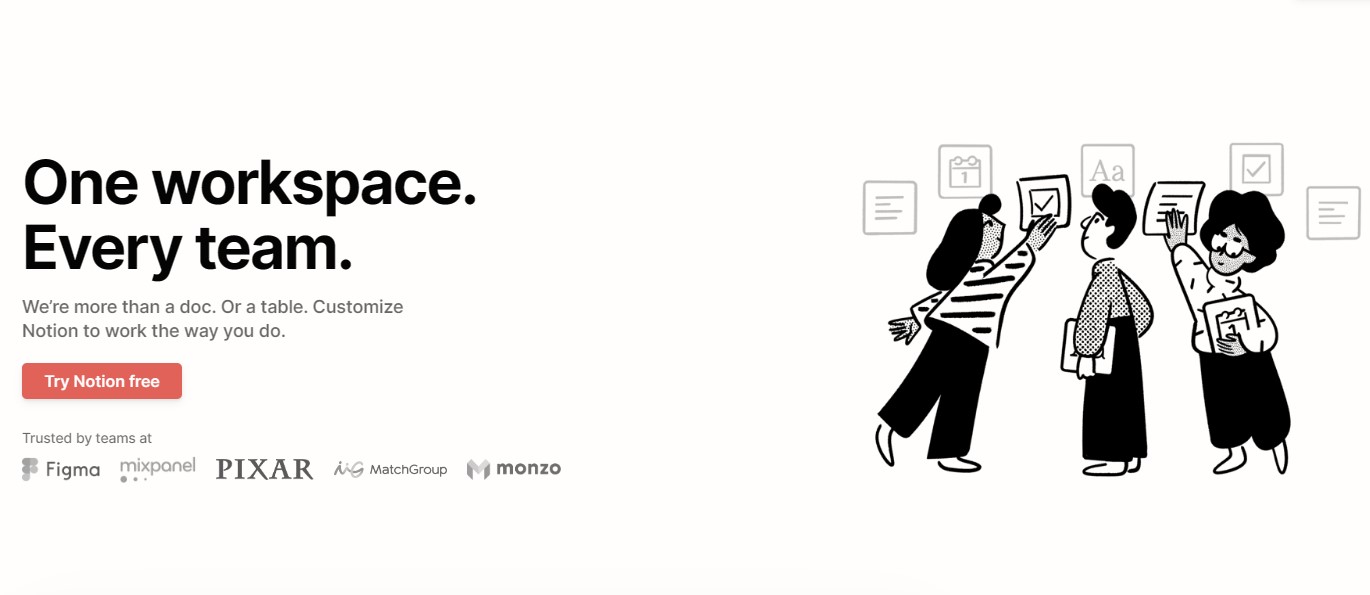 One workspace.
Every team.
We’re more than a doc. Or a table. Customize
Notion to work the way you do.
Try Notion free
Trusted by teams at
Figma mixpanel PIXAR MatchGroup monzo
1
Aa
1